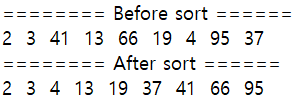 ======== Before sort ======
2 3 41 13 66 19 4 95 37
======== After sort ======
2 3 4 13 19 37 41 66 95